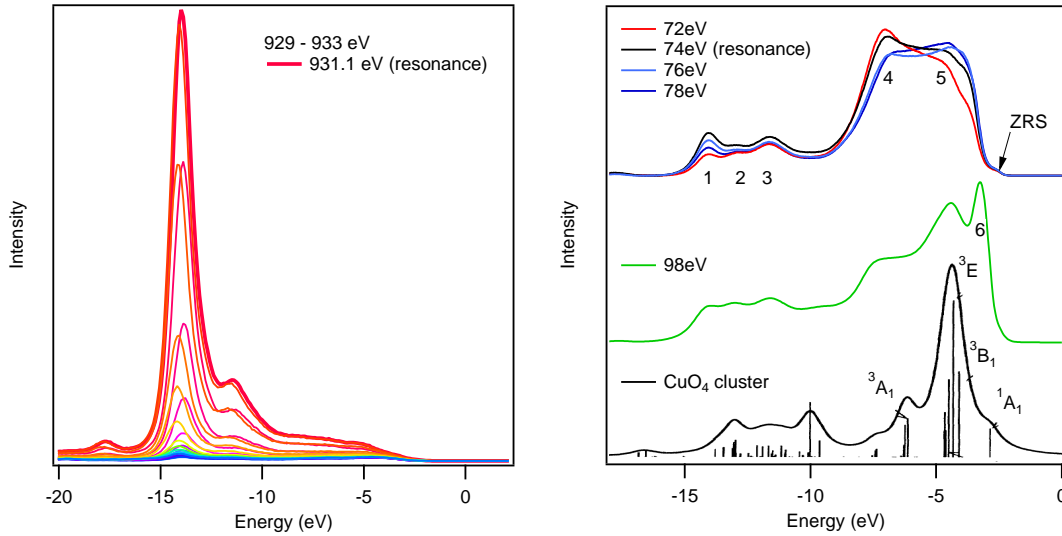 929 - 933 eV
931.1 eV (resonance)
Intensity
-20
-15
-10
-5
0
Energy (eV)
72eV
74eV (resonance)
76eV
78eV
4
5
ZRS
1
2
3
98eV
6
³E
³B₁
CuO₄ cluster
³A₁
¹A₁
Intensity
-15
-10
-5
0
Energy (eV)